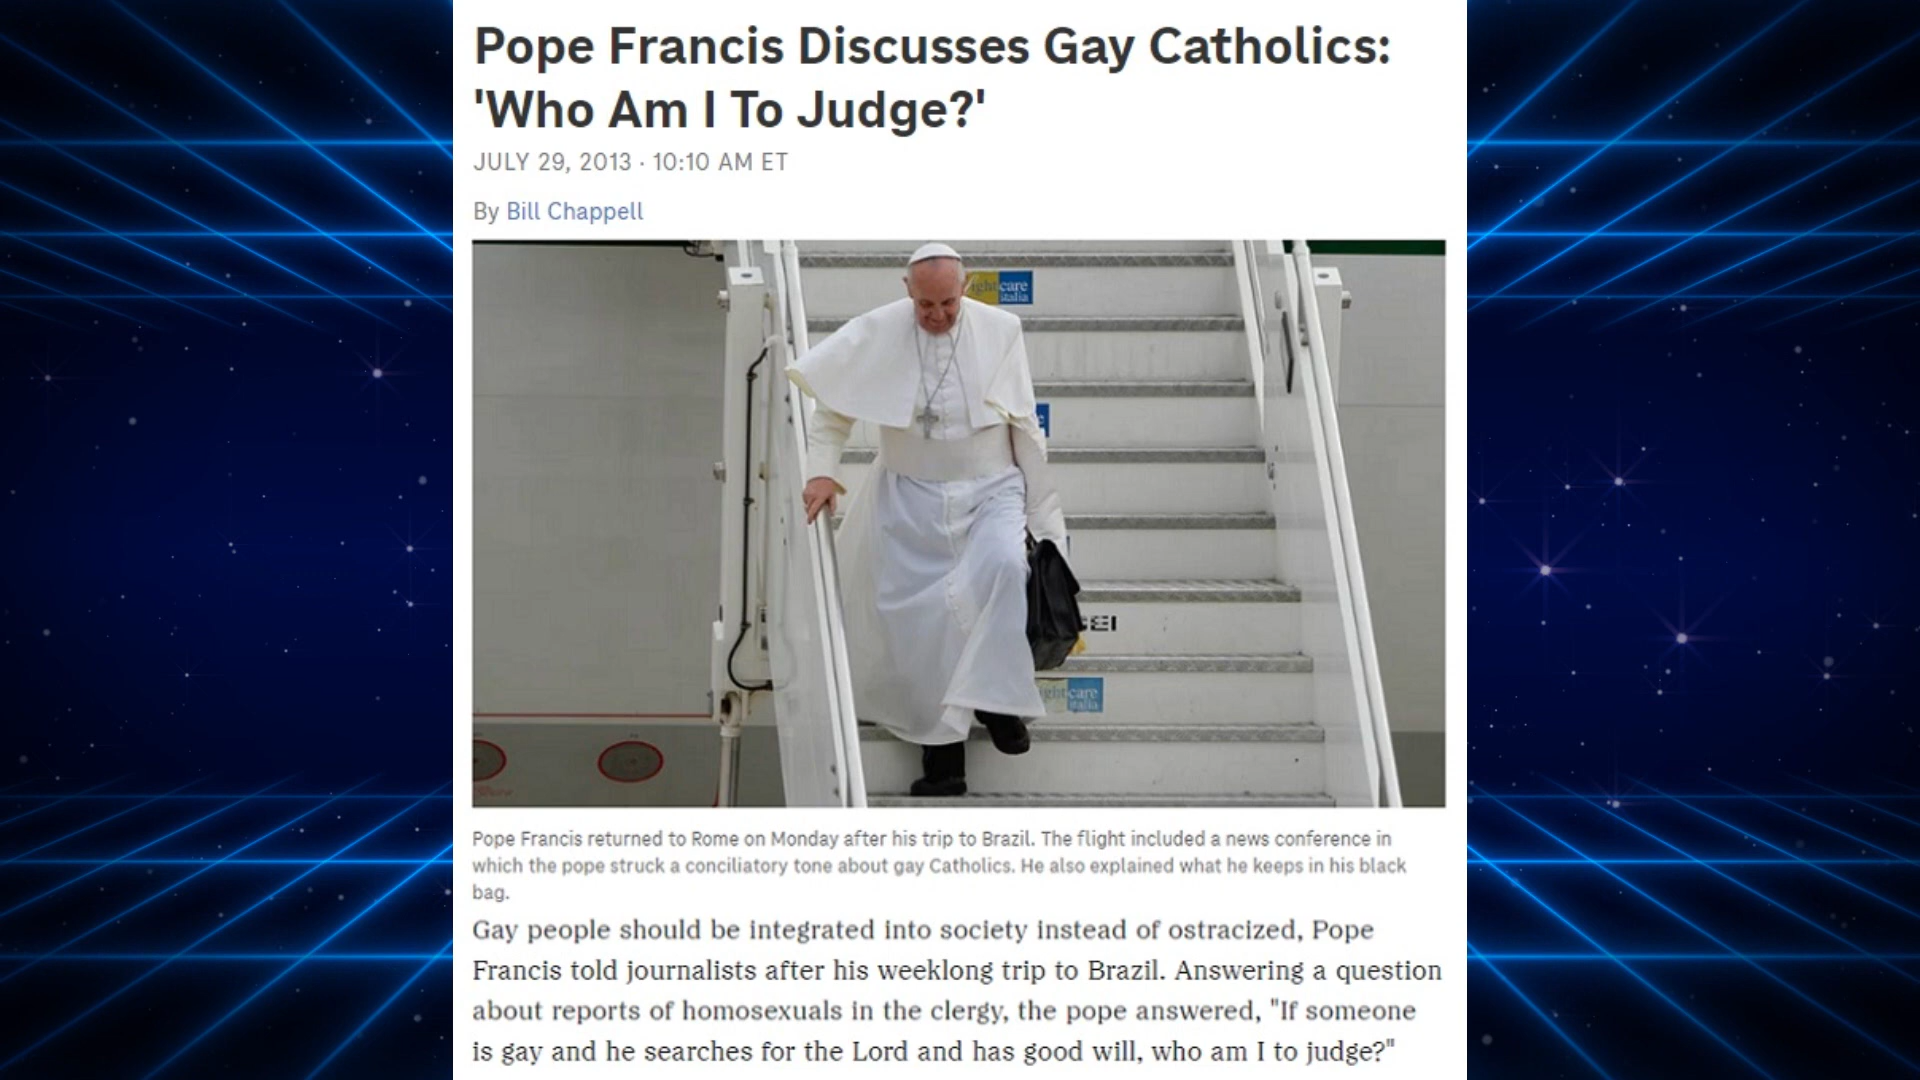 Pope Francis Discusses Gay Catholics:
'Who Am I To Judge?'
JULY 29, 2013 · 10:10 AM ET
By Bill Chappell
care
italia
care
italia
Pope Francis returned to Rome on Monday after his trip to Brazil. The flight included a news conference in
which the pope struck a conciliatory tone about gay Catholics. He also explained what he keeps in his black
bag.
Gay people should be integrated into society instead of ostracized, Pope
Francis told journalists after his weeklong trip to Brazil. Answering a question
about reports of homosexuals in the clergy, the pope answered, "If someone
is gay and he searches for the Lord and has good will, who am I to judge?"